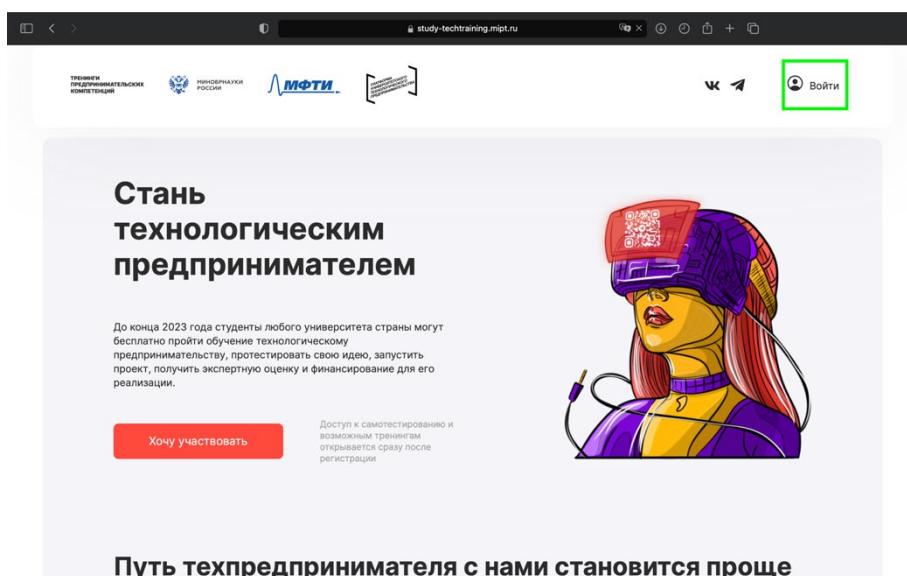 study-techtraining.mipt.ru
ТРЕНИНГИ
ПРЕДПРИНИМАТЕЛЬСКИХ
КОМПЕТЕНЦИЙ
МИНОБРНАУКИ
РОССИИ
МФТИ
Войти
Стань
технологическим
предпринимателем
До конца 2023 года студенты любого университета страны могут
бесплатно пройти обучение технологическому
предпринимательству, протестировать свою идею, запустить
проект, получить экспертную оценку и финансирование для его
реализации.
Хочу участвовать
Доступ к самотестированию и
возможным тренингам
открывается сразу после
регистрации
Путь техпредпринимателя с нами становится проще